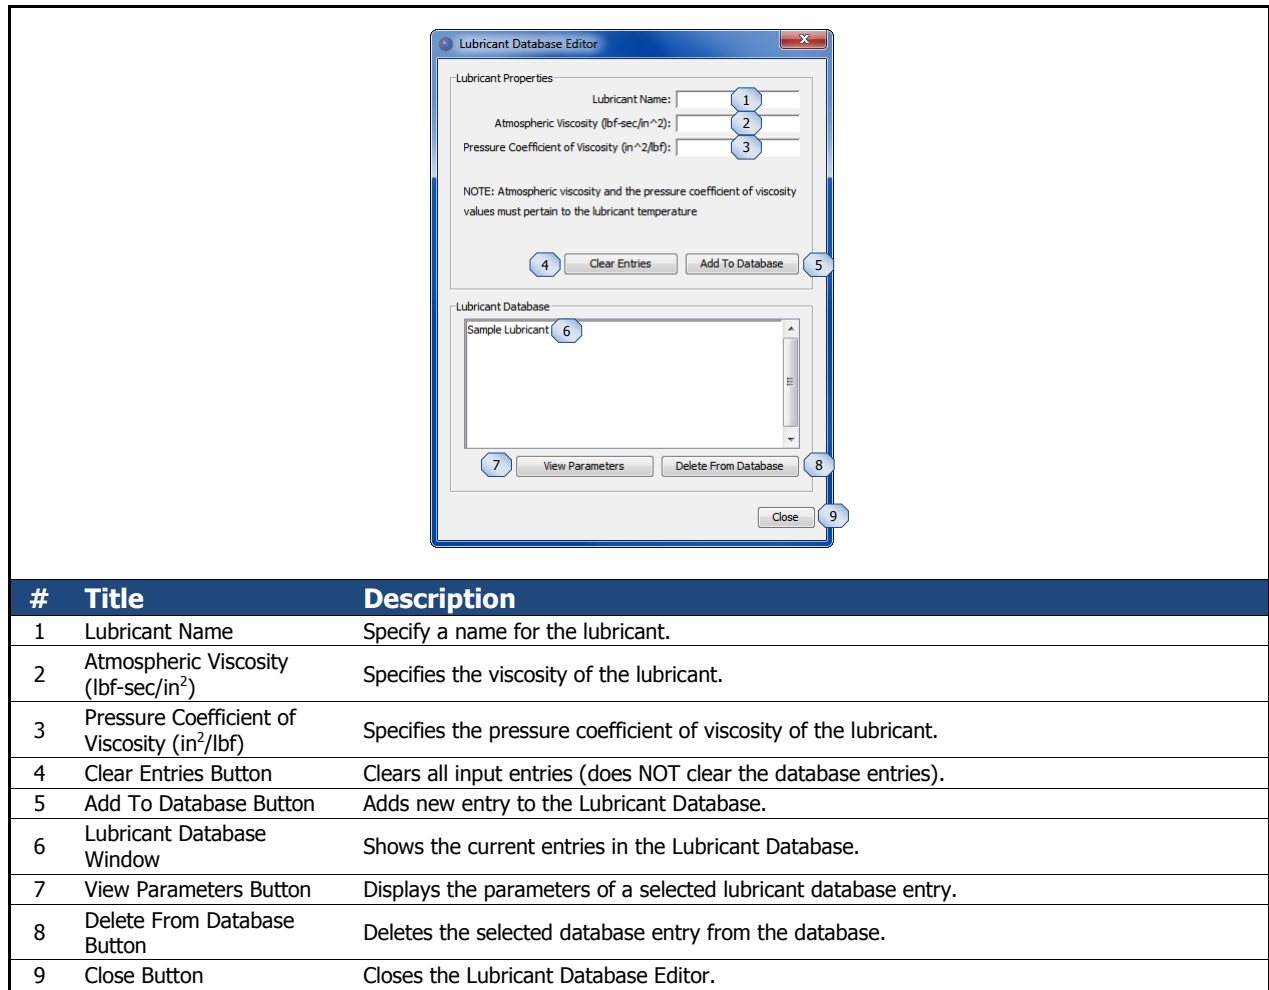 Lubricant Database Editor
x
Lubricant Properties
Lubricant Name: 1
Atmospheric Viscosity (lbf-sec/in^2): 2
Pressure Coefficient of Viscosity (in^2/lbf): 3
NOTE: Atmospheric viscosity and the pressure coefficient of viscosity
values must pertain to the lubricant temperature
4 Clear Entries Add To Database 5
Lubricant Database
Sample Lubricant 6
7 View Parameters Delete From Database 8
Close 9
# Title Description
1 Lubricant Name Specify a name for the lubricant.
2 Atmospheric Viscosity
(lbf-sec/in²) Specifies the viscosity of the lubricant.
3 Pressure Coefficient of
Viscosity (in²/lbf) Specifies the pressure coefficient of viscosity of the lubricant.
4 Clear Entries Button Clears all input entries (does NOT clear the database entries).
5 Add To Database Button Adds new entry to the Lubricant Database.
6 Lubricant Database
Window Shows the current entries in the Lubricant Database.
7 View Parameters Button Displays the parameters of a selected lubricant database entry.
8 Delete From Database
Button Deletes the selected database entry from the database.
9 Close Button Closes the Lubricant Database Editor.